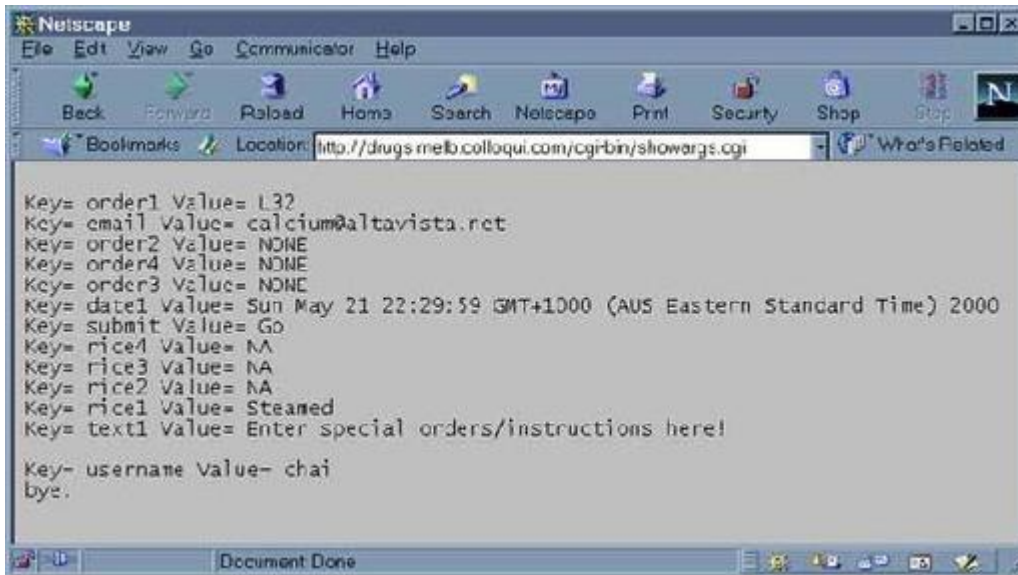 Netscape
File Edit View Go Communicator Help
Back Forward Reload Home Search Netscape Print Security Shop Stop
N
Bookmarks Location: http://drugs.melb.colloqui.com/cgi-bin/showargs.cgi What's Related
Key= order1 Value= L32
Key= email Value= calcium@altavista.net
Key= order2 Value= NONE
Key= order4 Value= NONE
Key= order3 Value= NONE
Key= date1 Value= Sun May 21 22:29:59 GMT+1000 (AUS Eastern Standard Time) 2000
Key= submit Value= Go
Key= rice4 Value= NA
Key= rice3 Value= NA
Key= rice2 Value= NA
Key= rice1 Value= Steamed
Key= text1 Value= Enter special orders/instructions here!
Key= username Value= chai
bye.
Document Done